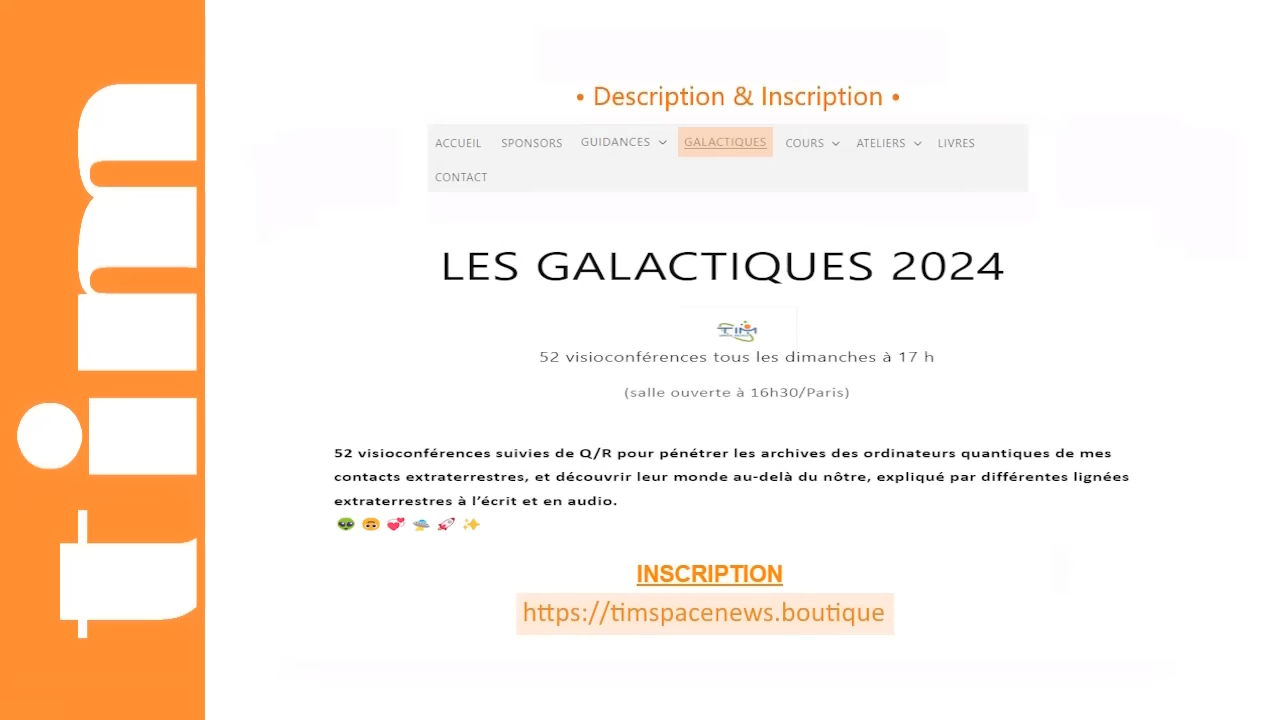 tim
• Description & Inscription •
ACCUEIL SPONSORS GUIDANCES GALACTIQUES COURS ATELIERS LIVRES
CONTACT
LES GALACTIQUES 2024
TIM
52 visioconférences tous les dimanches à 17 h
(salle ouverte à 16h30/Paris)
52 visioconférences suivies de Q/R pour pénétrer les archives des ordinateurs quantiques de mes
contacts extraterrestres, et découvrir leur monde au-delà du nôtre, expliqué par différentes lignées
extraterrestres à l’écrit et en audio.
👽 🙃 💞 🛸 🚀 ✨
INSCRIPTION
https://timspacenews.boutique